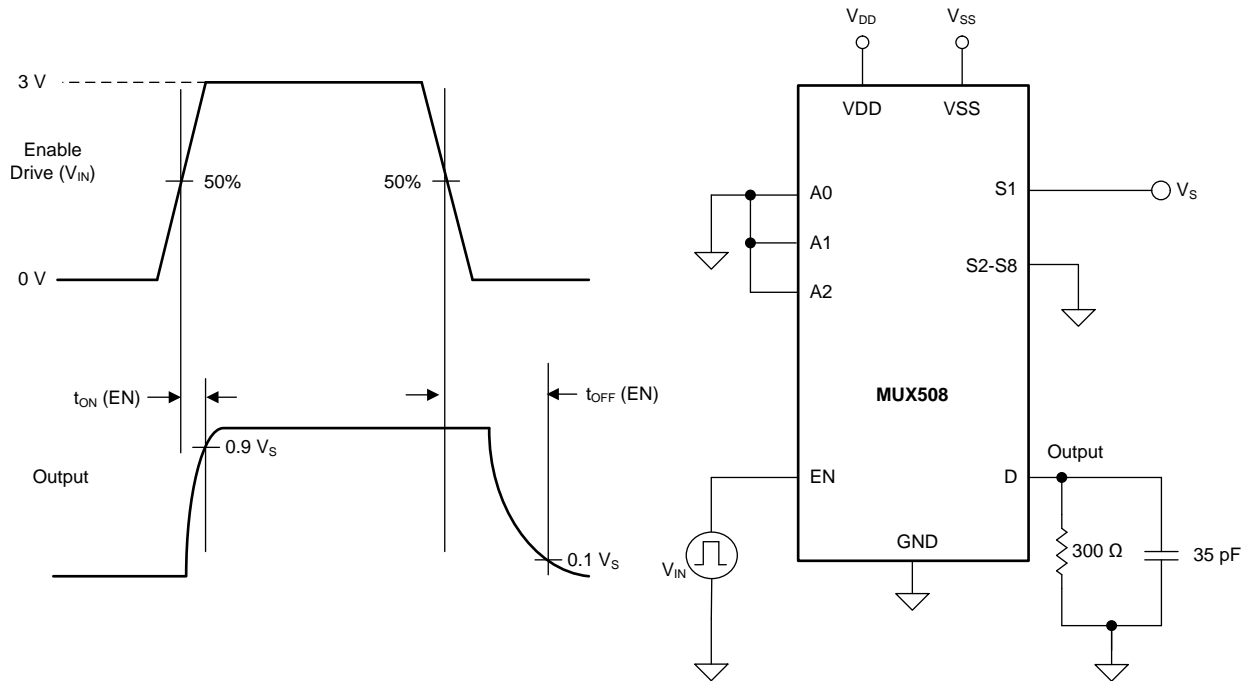 3 V
Enable
Drive (VIN)
50%
50%
0 V
tON (EN)
tOFF (EN)
0.9 VS
Output
0.1 VS
VDD
VSS
VDD
VSS
A0
A1
A2
S1
VS
S2-S8
MUX508
Output
EN
D
GND
VIN
300 Ω
35 pF